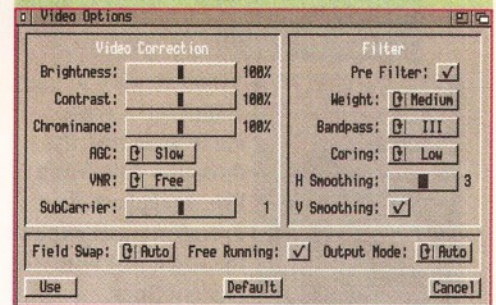 Video Options
Video Correction
Brightness: 100%
Contrast: 100%
Chrominance: 100%
AGC: Slow
VNR: Free
SubCarrier: 1
Filter
Pre Filter:
Weight: Medium
Bandpass: III
Coring: Low
H Smoothing: 3
V Smoothing:
Field Swap: Auto Free Running: Output Mode: Auto
Use Default Cancel